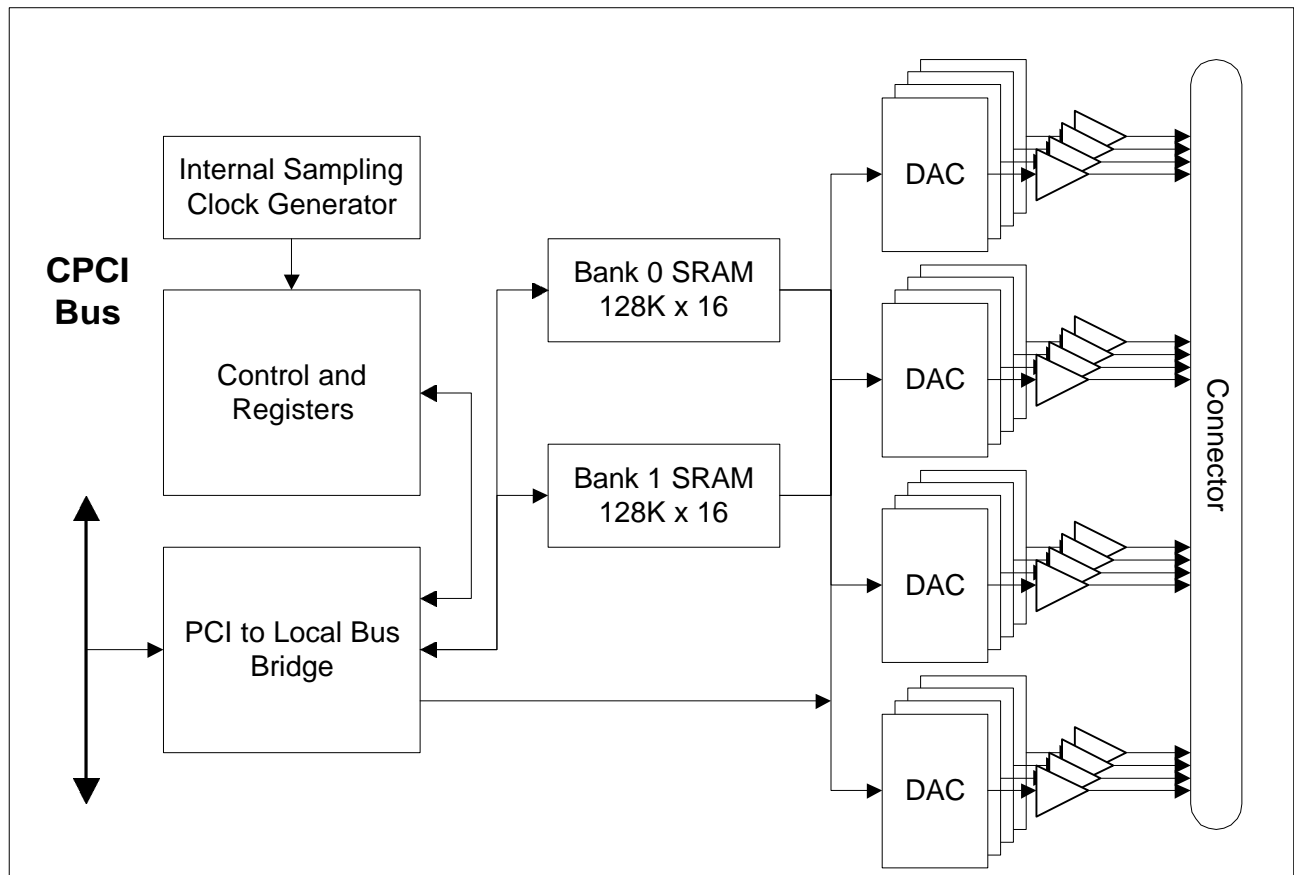 Internal Sampling
Clock Generator
CPCI
Bus
Control and
Registers
PCI to Local Bus
Bridge
Bank 0 SRAM
128K x 16
Bank 1 SRAM
128K x 16
DAC
DAC
DAC
DAC
Connector